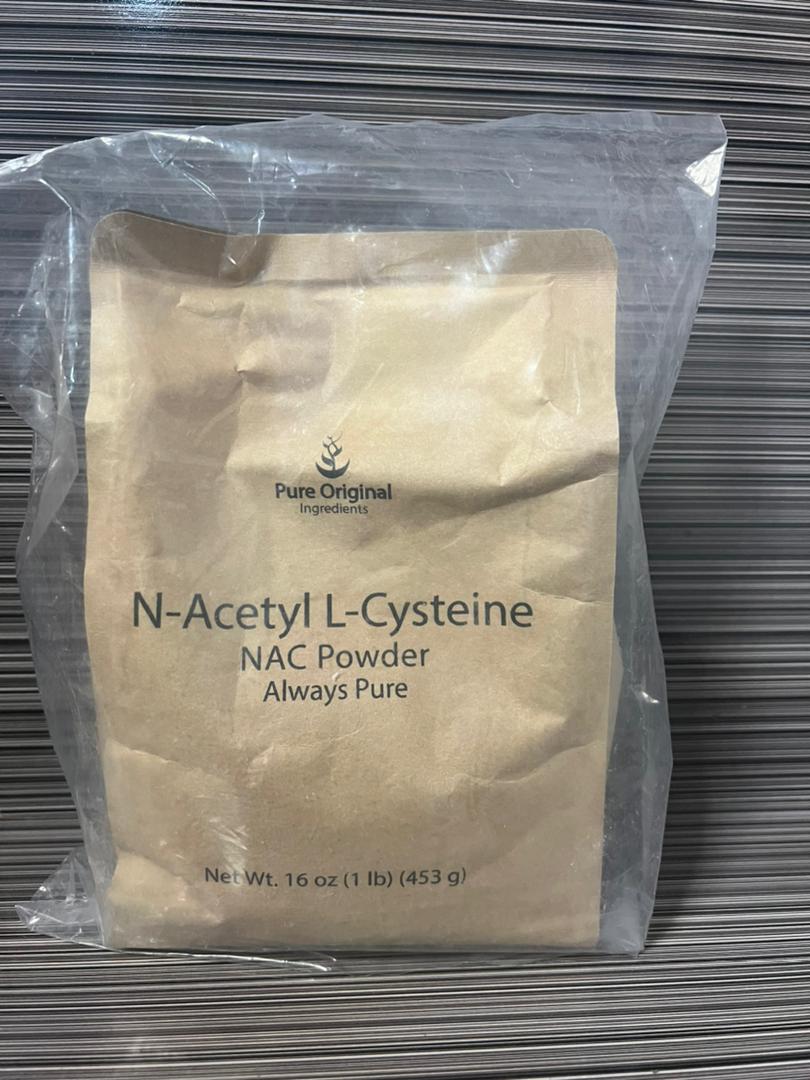 Pure Original
Ingredients
N-Acetyl L-Cysteine
NAC Powder
Always Pure
Net Wt. 16 oz (1 lb) (453 g)